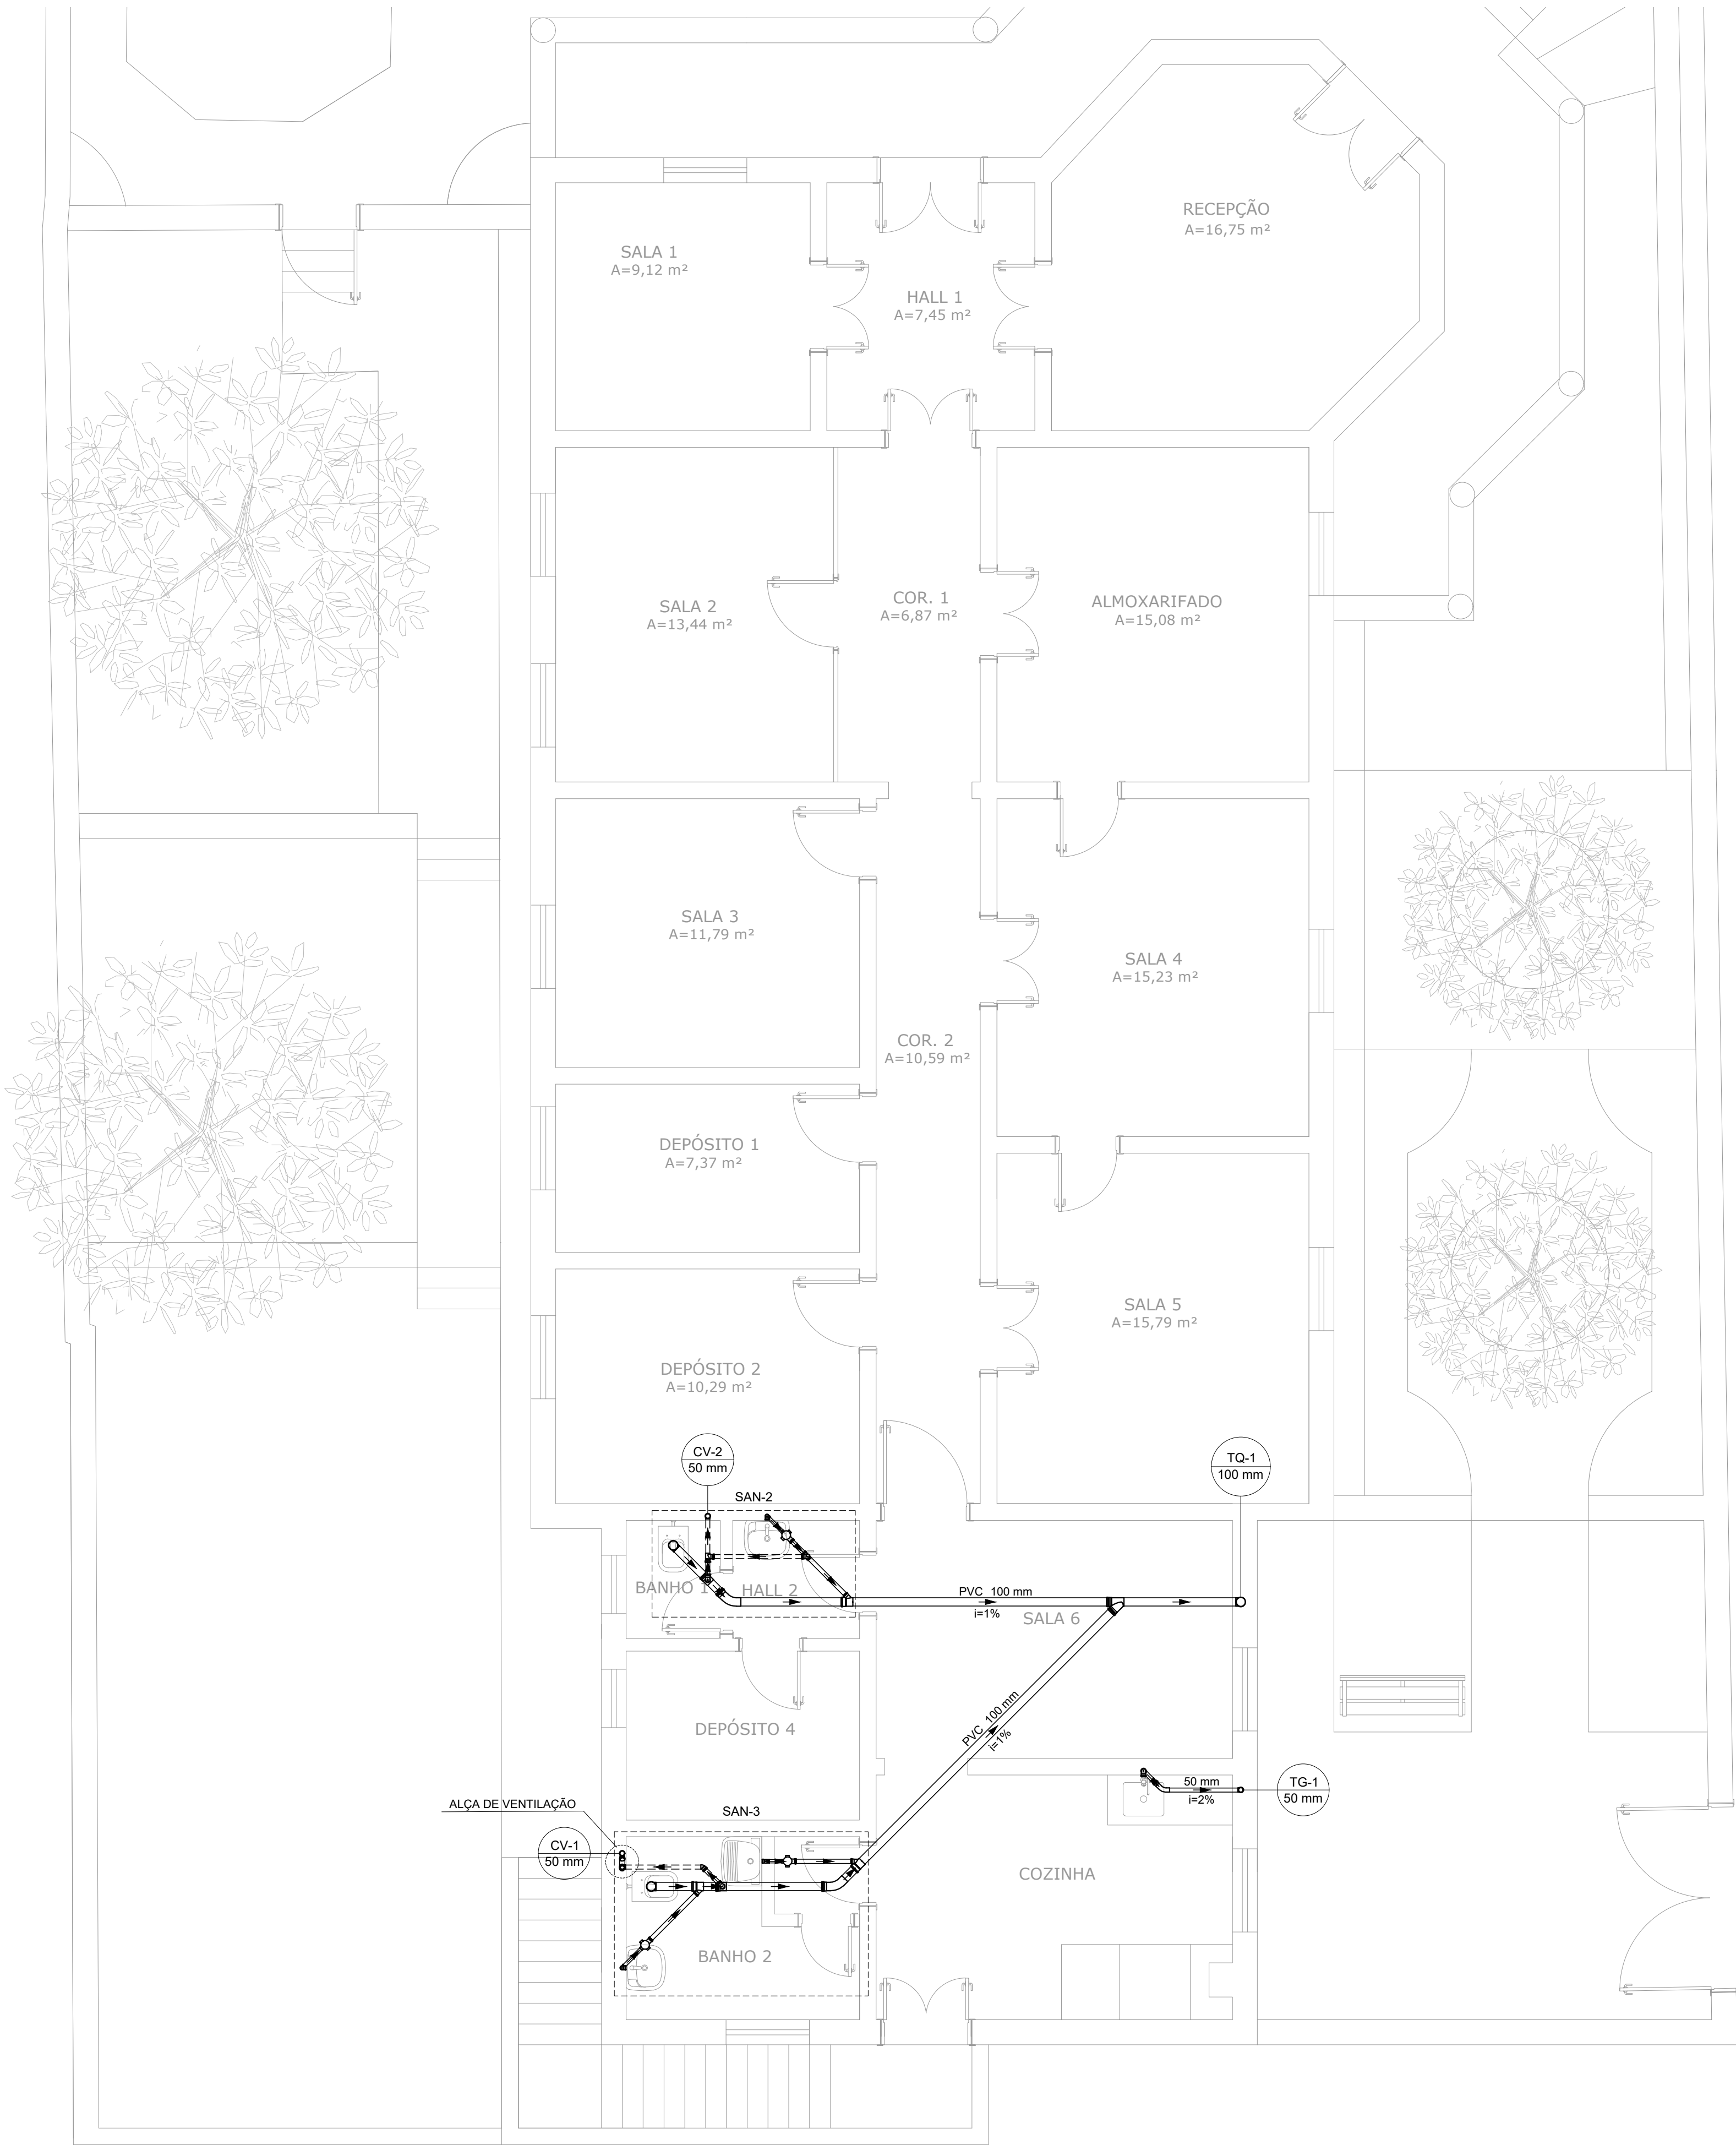 RECEPÇÃO
A=16,75 m²
SALA 1
A=9,12 m²
HALL 1
A=7,45 m²
SALA 2
A=13,44 m²
COR. 1
A=6,87 m²
ALMOXARIFADO
A=15,08 m²
SALA 3
A=11,79 m²
SALA 4
A=15,23 m²
COR. 2
A=10,59 m²
DEPÓSITO 1
A=7,37 m²
SALA 5
A=15,79 m²
DEPÓSITO 2
A=10,29 m²
CV-2
50 mm
TQ-1
100 mm
SAN-2
BANHO 1
HALL 2
PVC 100 mm
i=1%
SALA 6
PVC 100 mm
i=1%
DEPÓSITO 4
50 mm
i=2%
TG-1
50 mm
ALÇA DE VENTILAÇÃO
SAN-3
CV-1
50 mm
COZINHA
BANHO 2